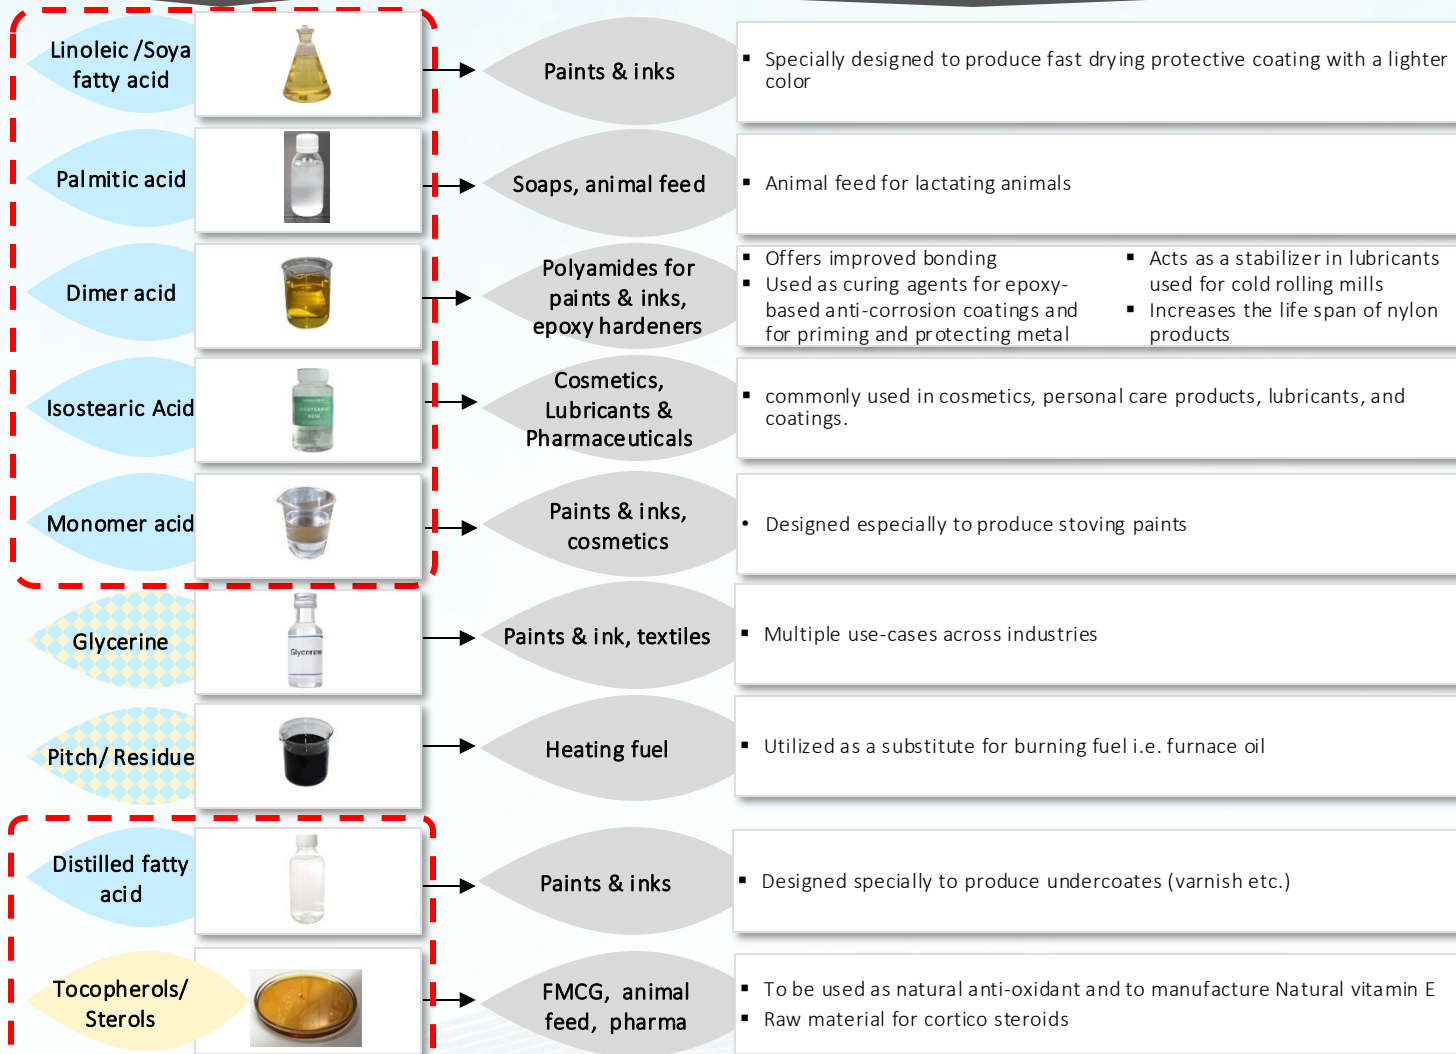 Linoleic /Soya
fatty acid
Paints & inks
▪ Specially designed to produce fast drying protective coating with a lighter
color
Palmitic acid
Soaps, animal feed
▪ Animal feed for lactating animals
Dimer acid
Polyamides for
paints & inks,
epoxy hardeners
▪ Offers improved bonding
▪ Used as curing agents for epoxy-
based anti-corrosion coatings and
for priming and protecting metal
▪ Acts as a stabilizer in lubricants
used for cold rolling mills
▪ Increases the life span of nylon
products
Isostearic Acid
ISOSTEARIC
ACID
Cosmetics,
Lubricants &
Pharmaceuticals
▪ commonly used in cosmetics, personal care products, lubricants, and
coatings.
Monomer acid
Paints & inks,
cosmetics
• Designed especially to produce stoving paints
Glycerine
Glycerine
Paints & ink, textiles
▪ Multiple use-cases across industries
Pitch/ Residue
Heating fuel
▪ Utilized as a substitute for burning fuel i.e. furnace oil
Distilled fatty
acid
Paints & inks
▪ Designed specially to produce undercoates (varnish etc.)
Tocopherols/
Sterols
FMCG, animal
feed, pharma
▪ To be used as natural anti-oxidant and to manufacture Natural vitamin E
▪ Raw material for cortico steroids